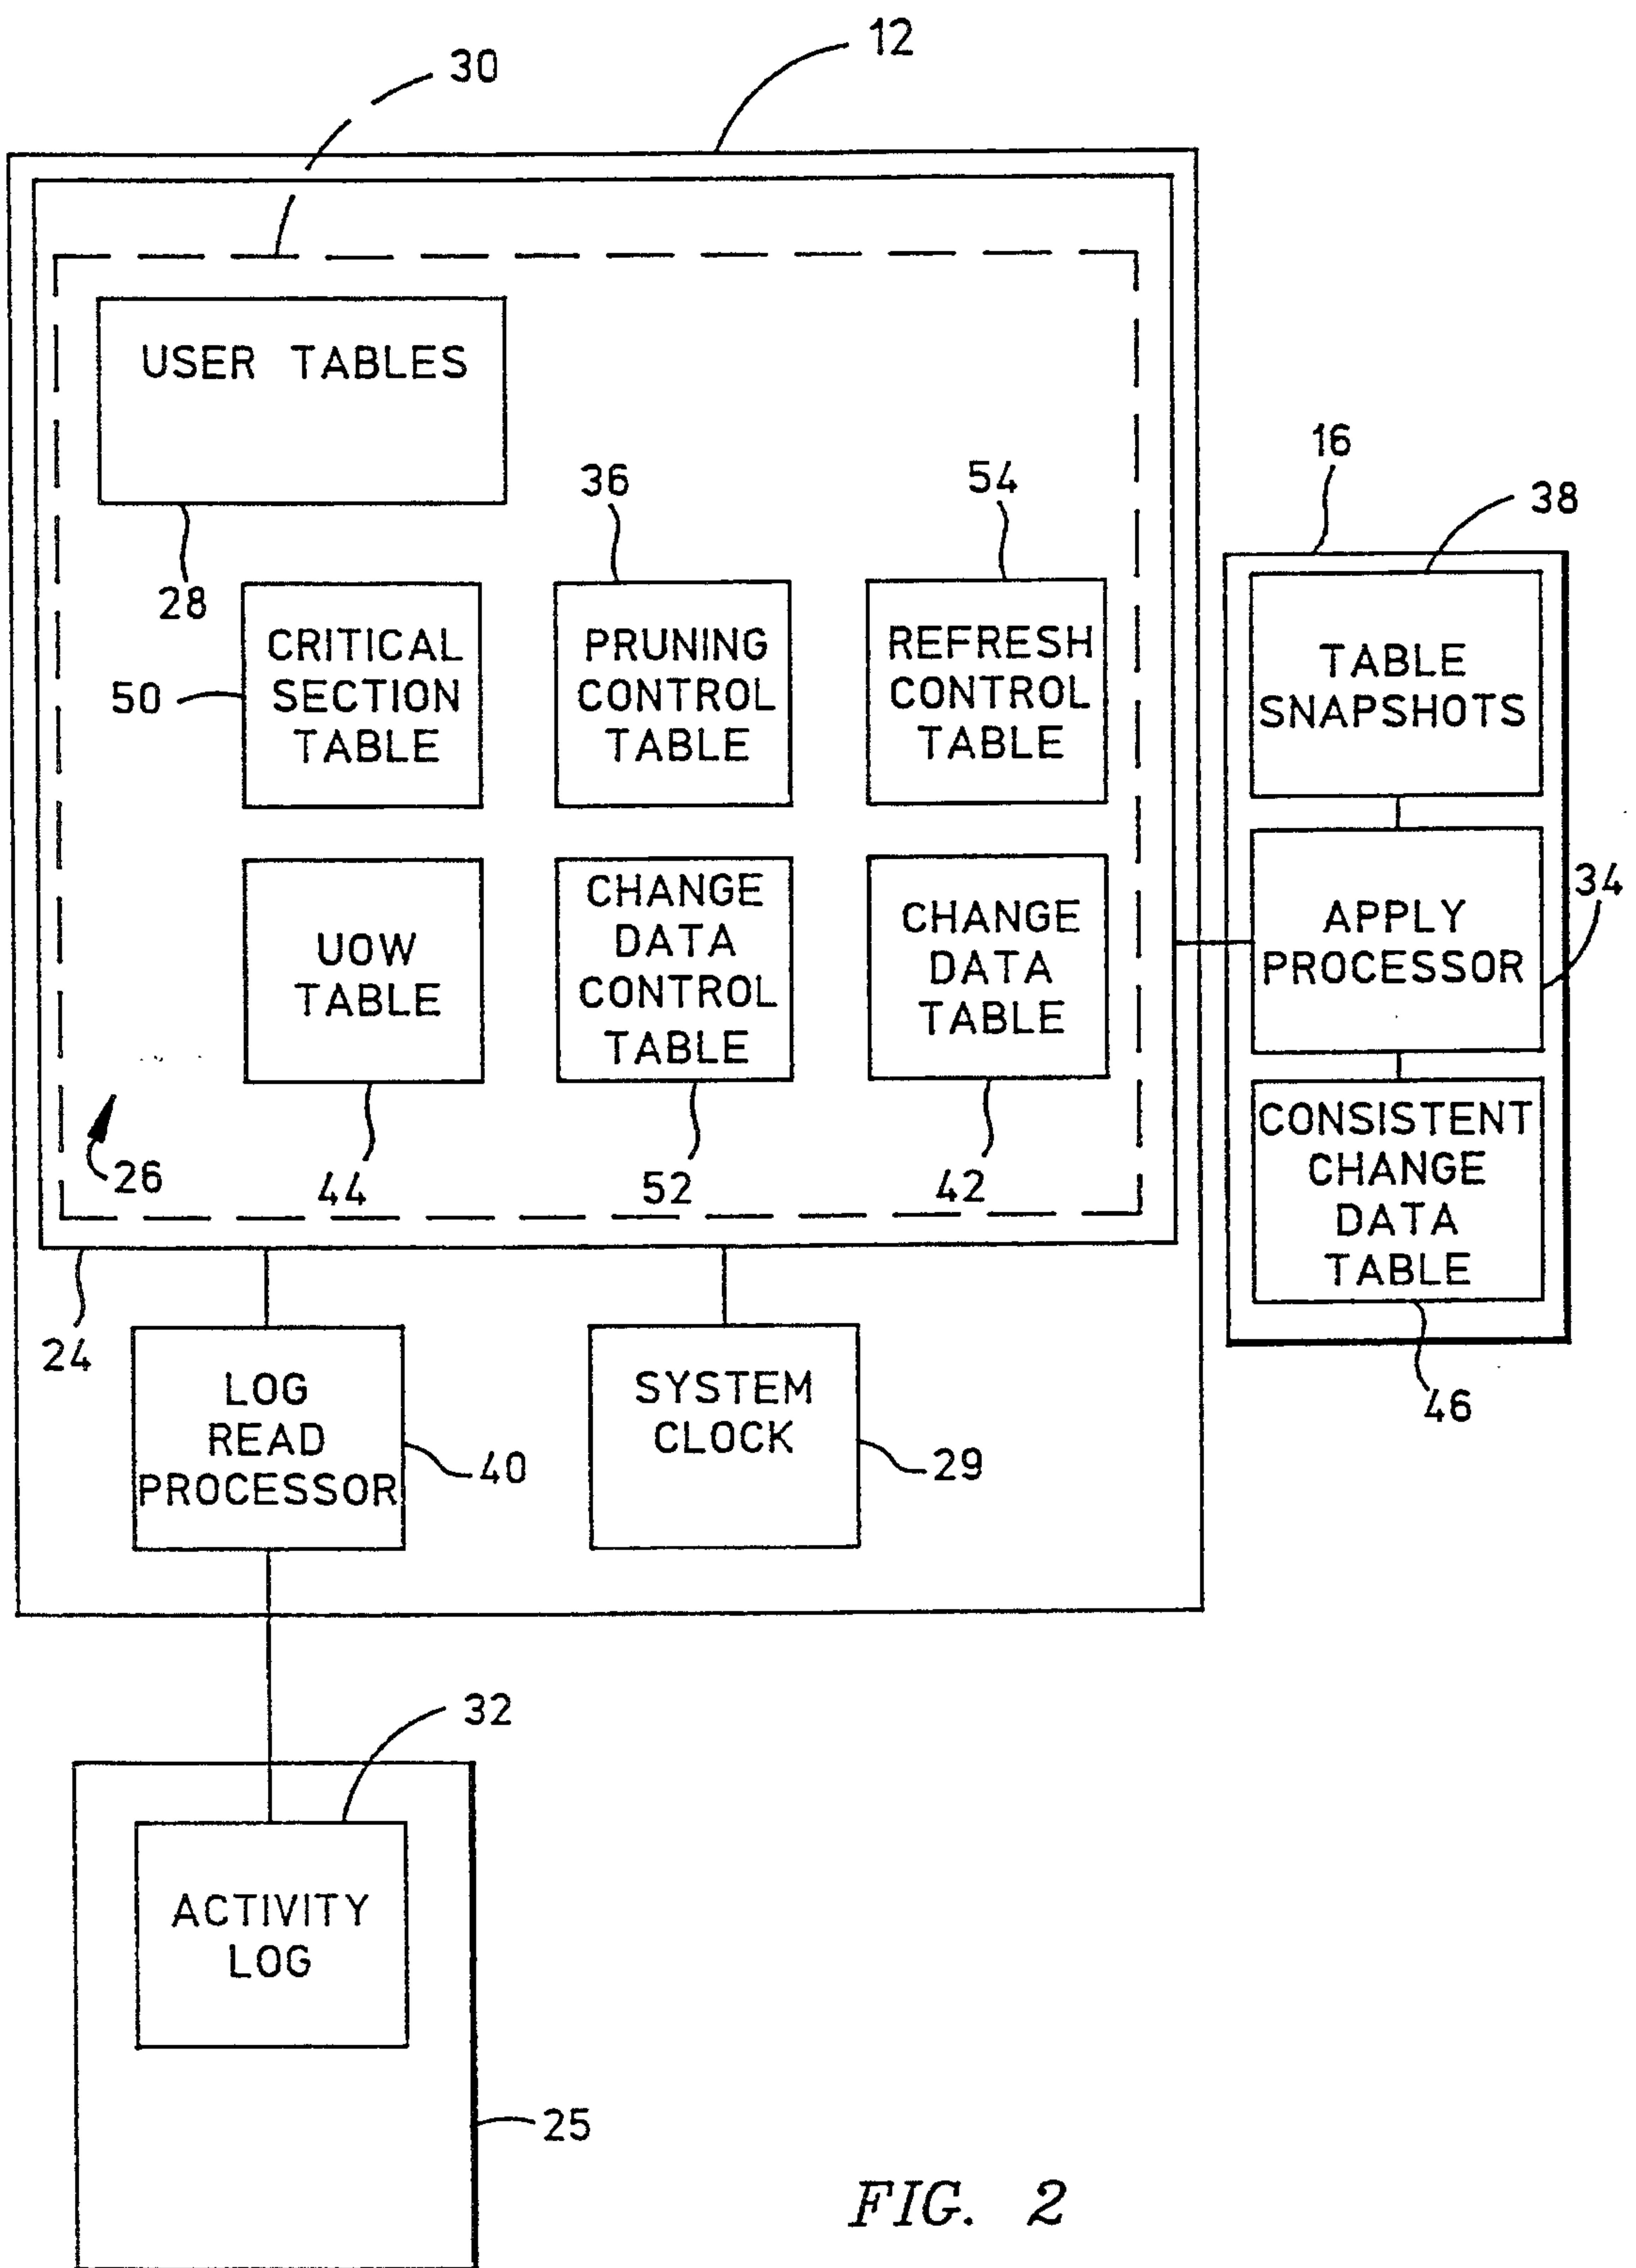 12
30
USER TABLES
28
36
54
16
38
CRITICAL
SECTION
TABLE
50
PRUNING
CONTROL
TABLE
REFRESH
CONTROL
TABLE
TABLE
SNAPSHOTS
UOW
TABLE
CHANGE
DATA
CONTROL
TABLE
CHANGE
DATA
TABLE
APPLY
PROCESSOR
34
26
44
52
42
CONSISTENT
CHANGE
DATA
TABLE
46
24
LOG
READ
PROCESSOR
40
SYSTEM
CLOCK
29
32
ACTIVITY
LOG
25
FIG. 2